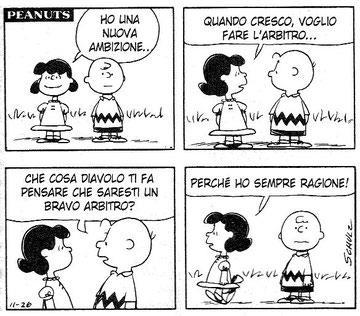 PEANUTS
HO UNA
NUOVA
AMBIZIONE..
QUANDO CRESCO, VOGLIO
FARE L'ARBITRO...
CHE COSA DIAVOLO TI FA
PENSARE CHE SARESTI UN
BRAVO ARBITRO?
11-26
PERCHÉ HO SEMPRE RAGIONE!
SCHULZ